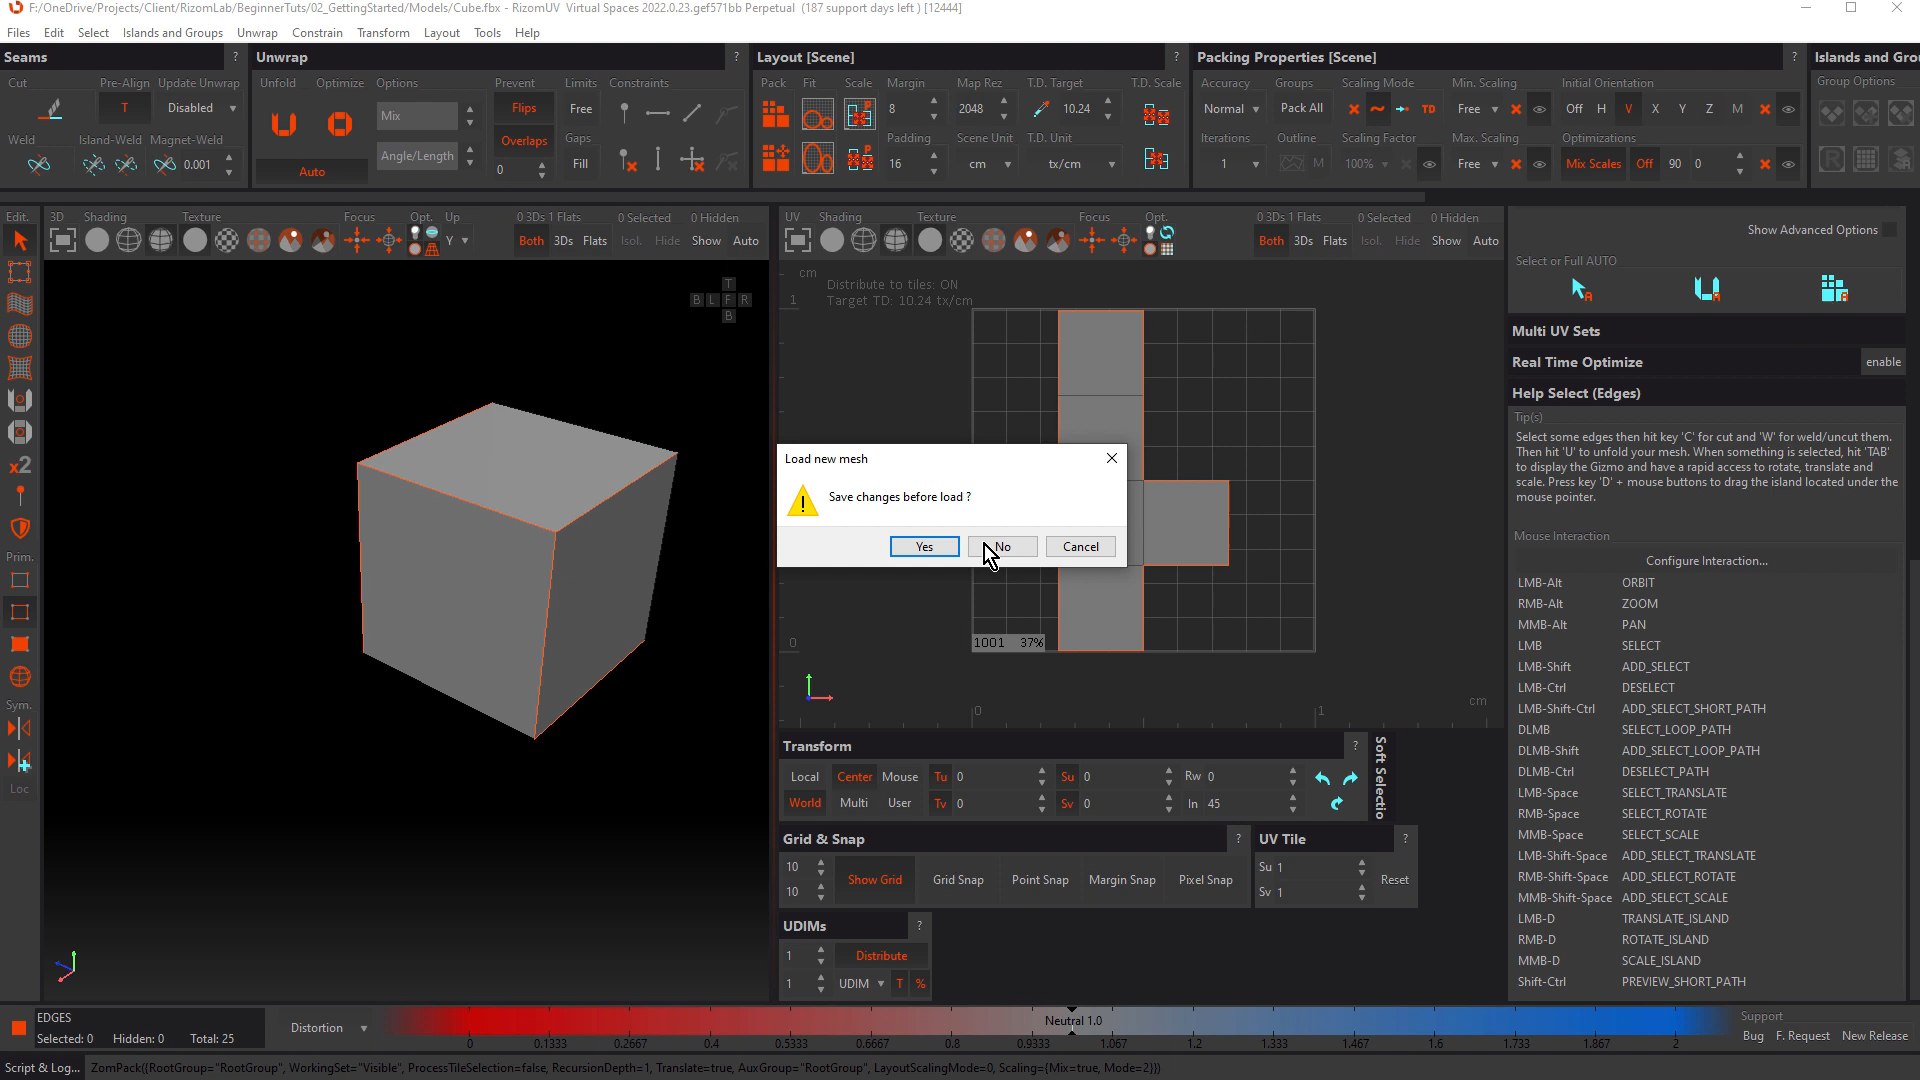 F:/OneDrive/Projects/Client/RizomLab/BeginnerTuts/02_GettingStarted/Models/Cube.fbx - RizomUV Virtual Spaces 2022.0.23.gef571bb Perpetual (187 support days left ) [12444]
Files Edit Select Islands and Groups Unwrap Constrain Transform Layout Tools Help
Seams ? Unwrap ? Layout [Scene] ? Packing Properties [Scene] ? Islands and Grou
Cut Pre-Align Update Unwrap Unfold Optimize Options Prevent Limits Constraints Pack Fit Scale Margin Map Rez T.D. Target T.D. Scale Accuracy Groups Scaling Mode Min. Scaling Initial Orientation Group Options
T Disabled Mix Flips Free 8 2048 10.24 Normal Pack All TD Free Off H V X Y Z M
Weld Island-Weld Magnet-Weld Overlaps Gaps Padding Scene Unit T.D. Unit Iterations Outline Scaling Factor Max. Scaling Optimizations
0.001 Angle/Length Auto 0 Fill 16 cm tx/cm 1 M 100% Free Mix Scales Off 90 0
Edit. 3D Shading Texture Focus Opt. Up 0 3Ds 1 Flats 0 Selected 0 Hidden
Y Both 3Ds Flats Isol. Hide Show Auto
UV Shading Texture Focus Opt. 0 3Ds 1 Flats 0 Selected 0 Hidden
Both 3Ds Flats Isol. Hide Show Auto
Show Advanced Options
Select or Full AUTO
Multi UV Sets
Real Time Optimize enable
Help Select (Edges)
Tip(s)
Select some edges then hit key 'C' for cut and 'W' for weld/uncut them.
Then hit 'U' to unfold your mesh. When something is selected, hit 'TAB'
to display the Gizmo and have a rapid access to rotate, translate and
scale. Press key 'D' + mouse buttons to drag the island located under the
mouse pointer.
Mouse Interaction
Configure Interaction...
LMB-Alt ORBIT
RMB-Alt ZOOM
MMB-Alt PAN
LMB SELECT
LMB-Shift ADD_SELECT
LMB-Ctrl DESELECT
LMB-Shift-Ctrl ADD_SELECT_SHORT_PATH
DLMB SELECT_LOOP_PATH
DLMB-Shift ADD_SELECT_LOOP_PATH
DLMB-Ctrl DESELECT_PATH
LMB-Space SELECT_TRANSLATE
RMB-Space SELECT_ROTATE
MMB-Space SELECT_SCALE
LMB-Shift-Space ADD_SELECT_TRANSLATE
RMB-Shift-Space ADD_SELECT_ROTATE
MMB-Shift-Space ADD_SELECT_SCALE
LMB-D TRANSLATE_ISLAND
RMB-D ROTATE_ISLAND
MMB-D SCALE_ISLAND
Shift-Ctrl PREVIEW_SHORT_PATH
x2
Prim.
Sym.
Loc
T
B L F R
B
cm
Distribute to tiles: ON
1 Target TD: 10.24 tx/cm
Load new mesh
Save changes before load ?
Yes No Cancel
0 1001 37%
cm
0 1
Transform ? Soft Selectio
Local Center Mouse Tu 0 Su 0 Rw 0
World Multi User Tv 0 Sv 0 In 45
Grid & Snap ? UV Tile ?
10 Show Grid Grid Snap Point Snap Margin Snap Pixel Snap Su 1 Reset
10 Sv 1
UDIMs ?
1 Distribute
1 UDIM T %
EDGES
Selected: 0 Hidden: 0 Total: 25
Distortion
Neutral 1.0
0 0.1333 0.2667 0.4 0.5333 0.6667 0.8 0.9333 1.067 1.2 1.333 1.467 1.6 1.733 1.867 2
Support
Bug F. Request New Release
Script & Log... ZomPack({RootGroup="RootGroup", WorkingSet="Visible", ProcessTileSelection=false, RecursionDepth=1, Translate=true, AuxGroup="RootGroup", LayoutScalingMode=0, Scaling={Mix=true, Mode=2}})